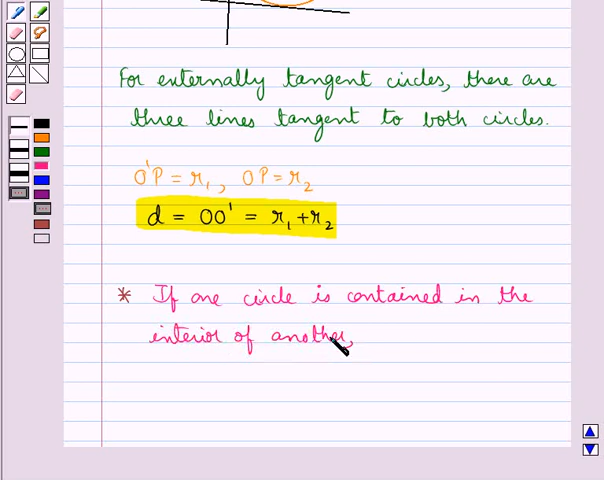 For externally tangent circles, there are
three lines tangent to both circles.
O'P = r₁, OP = r₂
d = OO' = r₁+r₂
* If one circle is contained in the
interior of another,